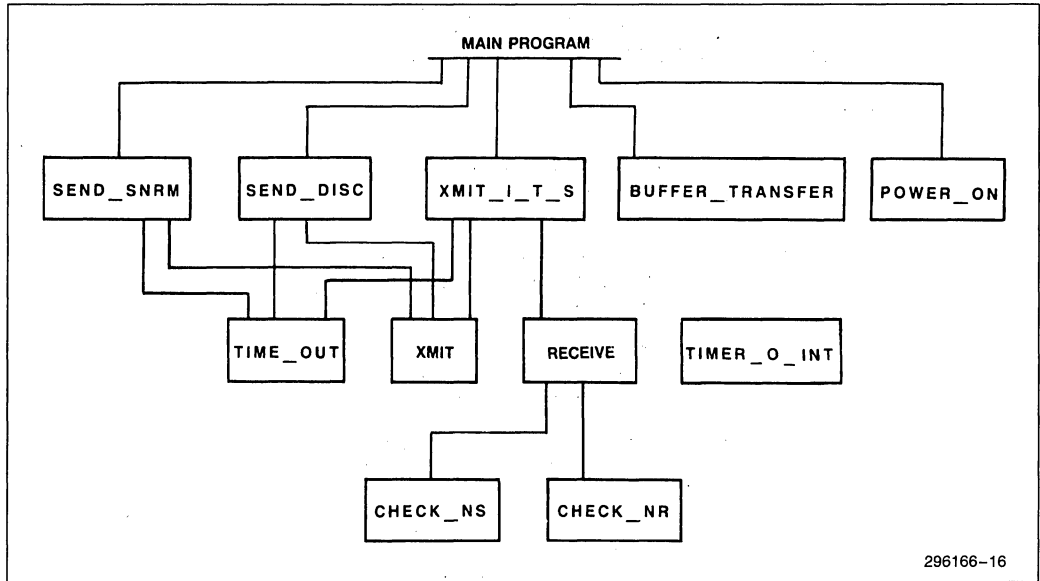 MAIN PROGRAM
SEND_SNRM
SEND_DISC
XMIT_I_T_S
BUFFER_TRANSFER
POWER_ON
TIME_OUT
XMIT
RECEIVE
TIMER_O_INT
CHECK_NS
CHECK_NR
296166-16